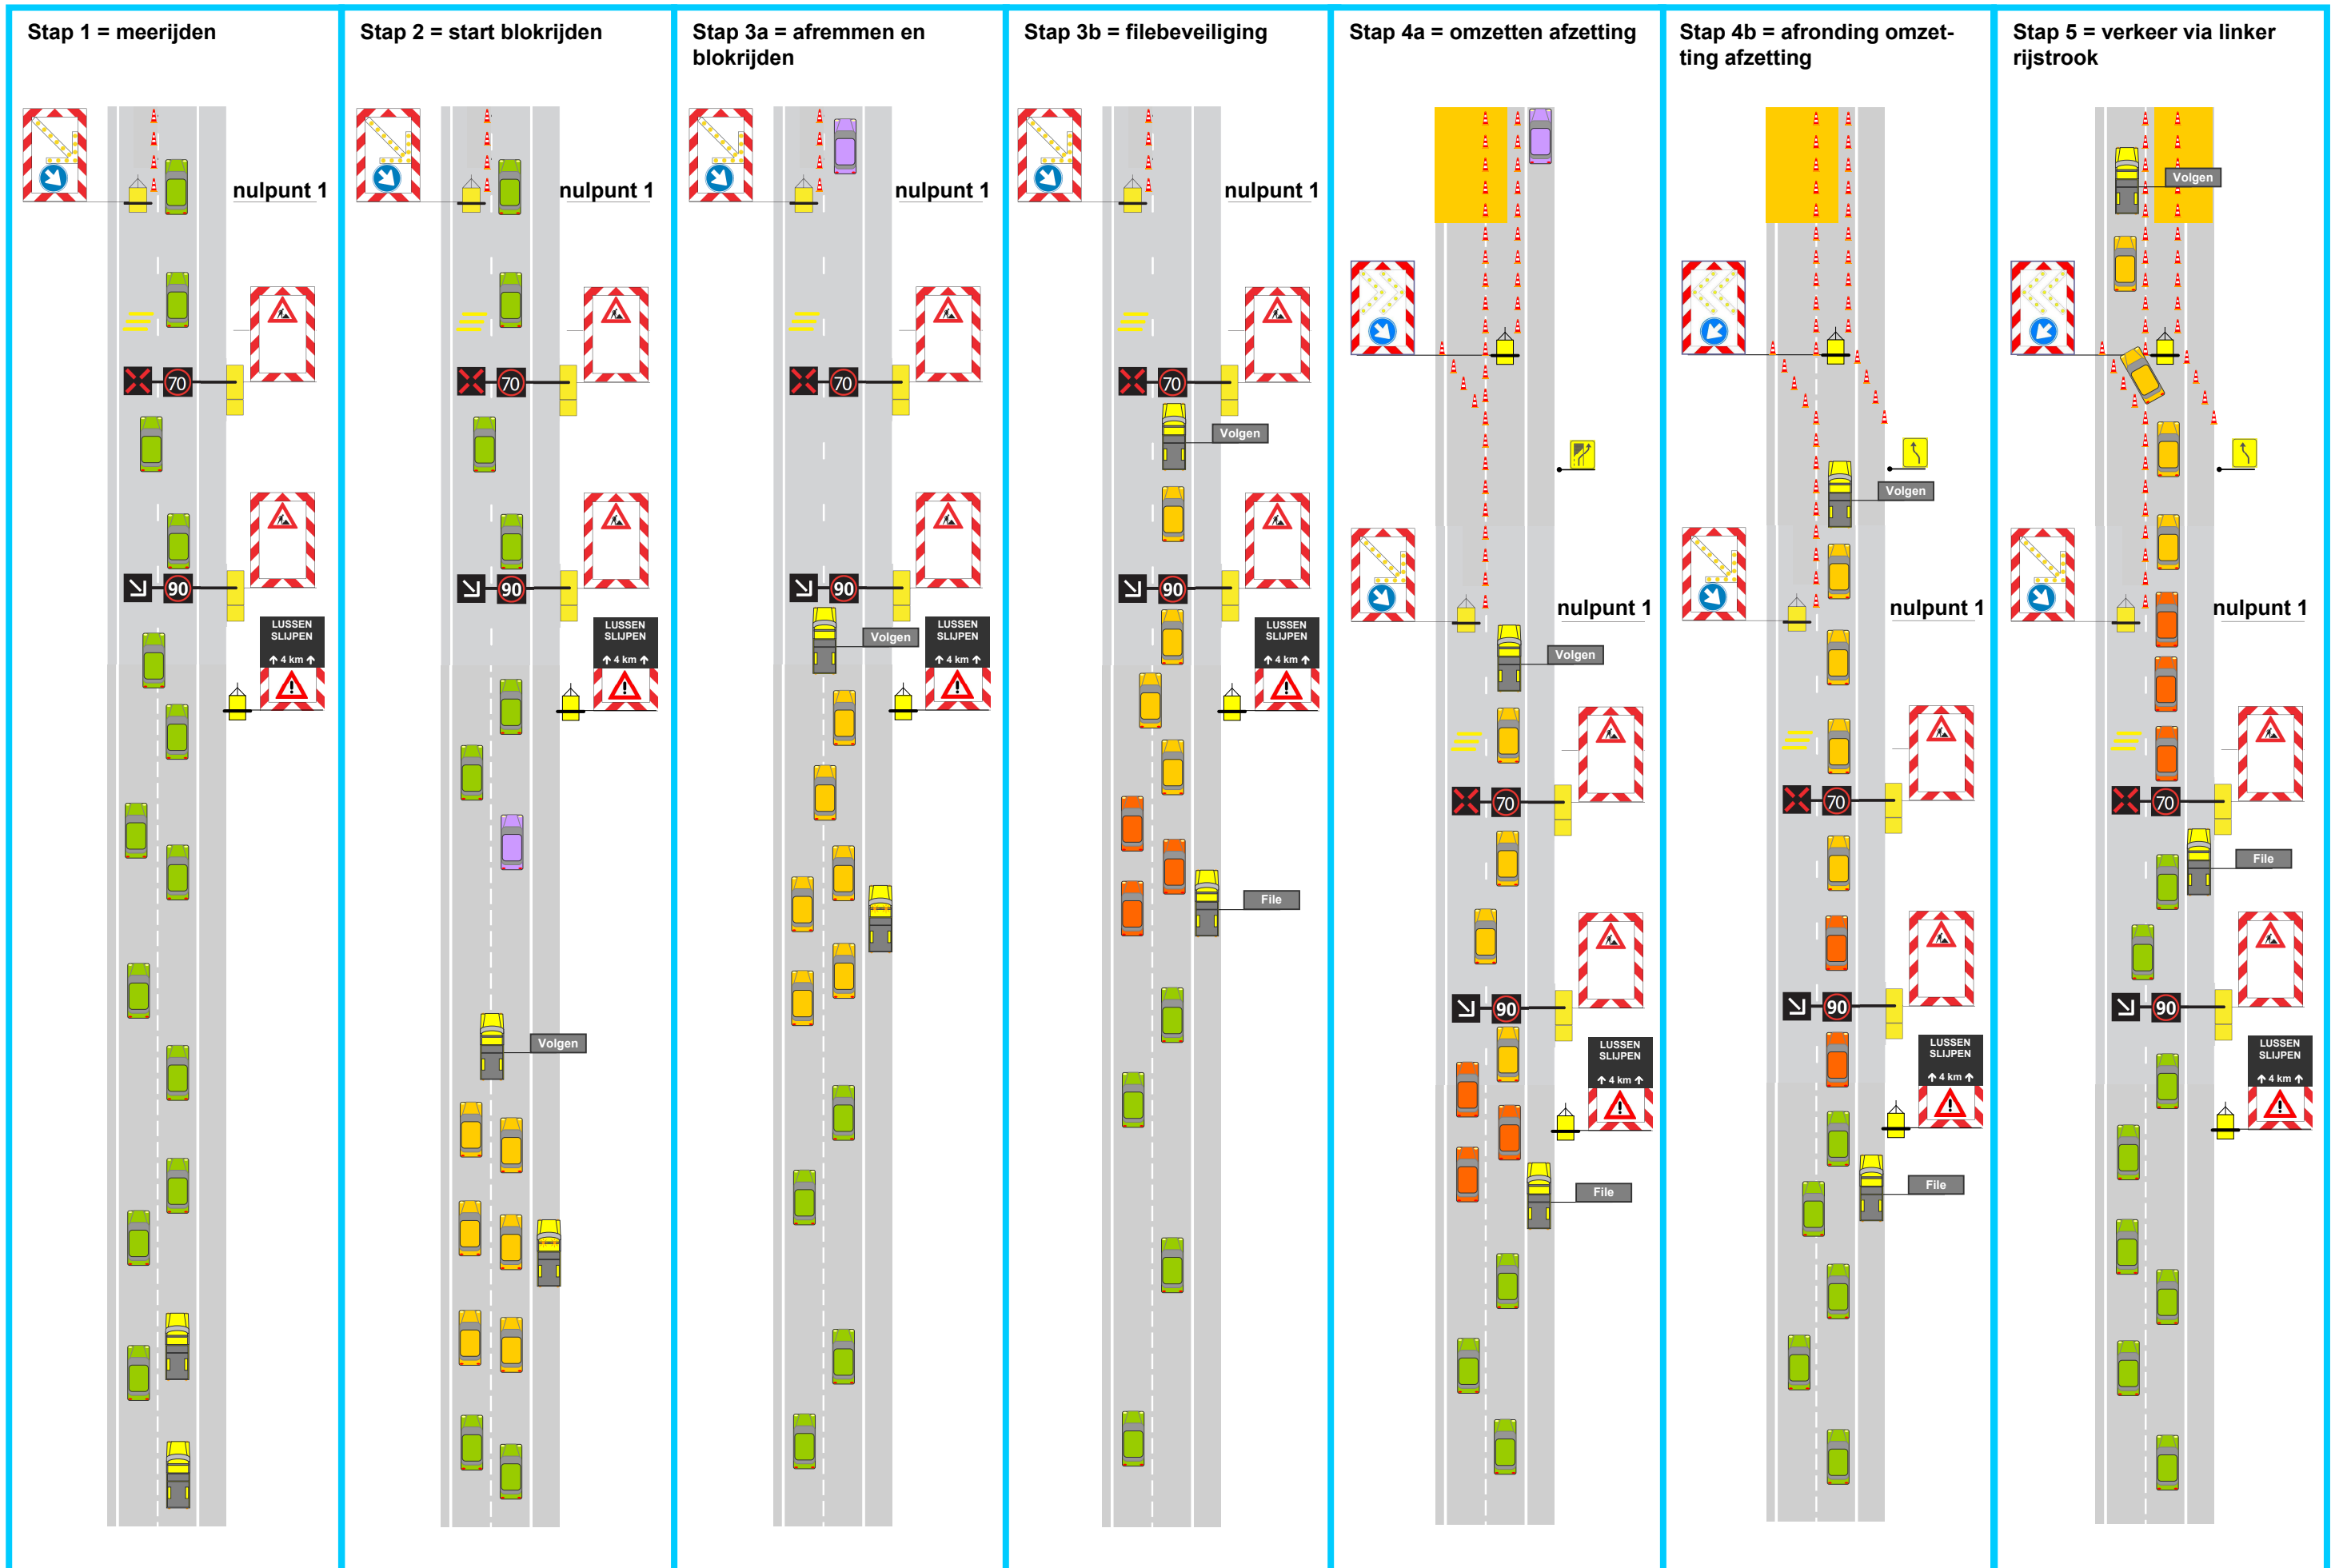 Stap 1 = meerijden
nulpunt 1
70
90
LUSSEN
SLIJPEN
↑ 4 km ↑
Stap 2 = start blokrijden
nulpunt 1
70
90
LUSSEN
SLIJPEN
↑ 4 km ↑
Volgen
Stap 3a = afremmen en
blokrijden
nulpunt 1
70
90
Volgen
LUSSEN
SLIJPEN
↑ 4 km ↑
Stap 3b = filebeveiliging
nulpunt 1
70
Volgen
90
LUSSEN
SLIJPEN
↑ 4 km ↑
File
Stap 4a = omzetten afzetting
nulpunt 1
Volgen
70
90
LUSSEN
SLIJPEN
↑ 4 km ↑
File
Stap 4b = afronding omzet-
ting afzetting
Volgen
nulpunt 1
70
90
LUSSEN
SLIJPEN
↑ 4 km ↑
File
Stap 5 = verkeer via linker
rijstrook
Volgen
nulpunt 1
70
File
90
LUSSEN
SLIJPEN
↑ 4 km ↑